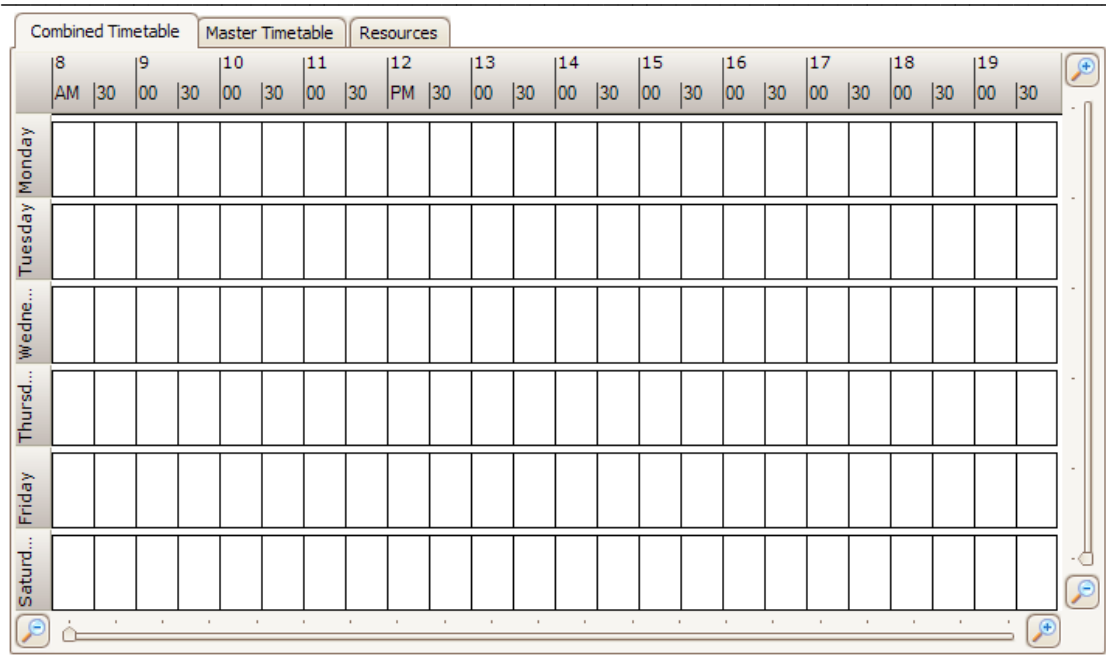 Combined Timetable Master Timetable Resources
8 9 10 11 12 13 14 15 16 17 18 19
AM 30 00 30 00 30 00 30 PM 30 00 30 00 30 00 30 00 30 00 30 00 30 00 30
Monday
Tuesday
Wedne...
Thursd...
Friday
Saturd...